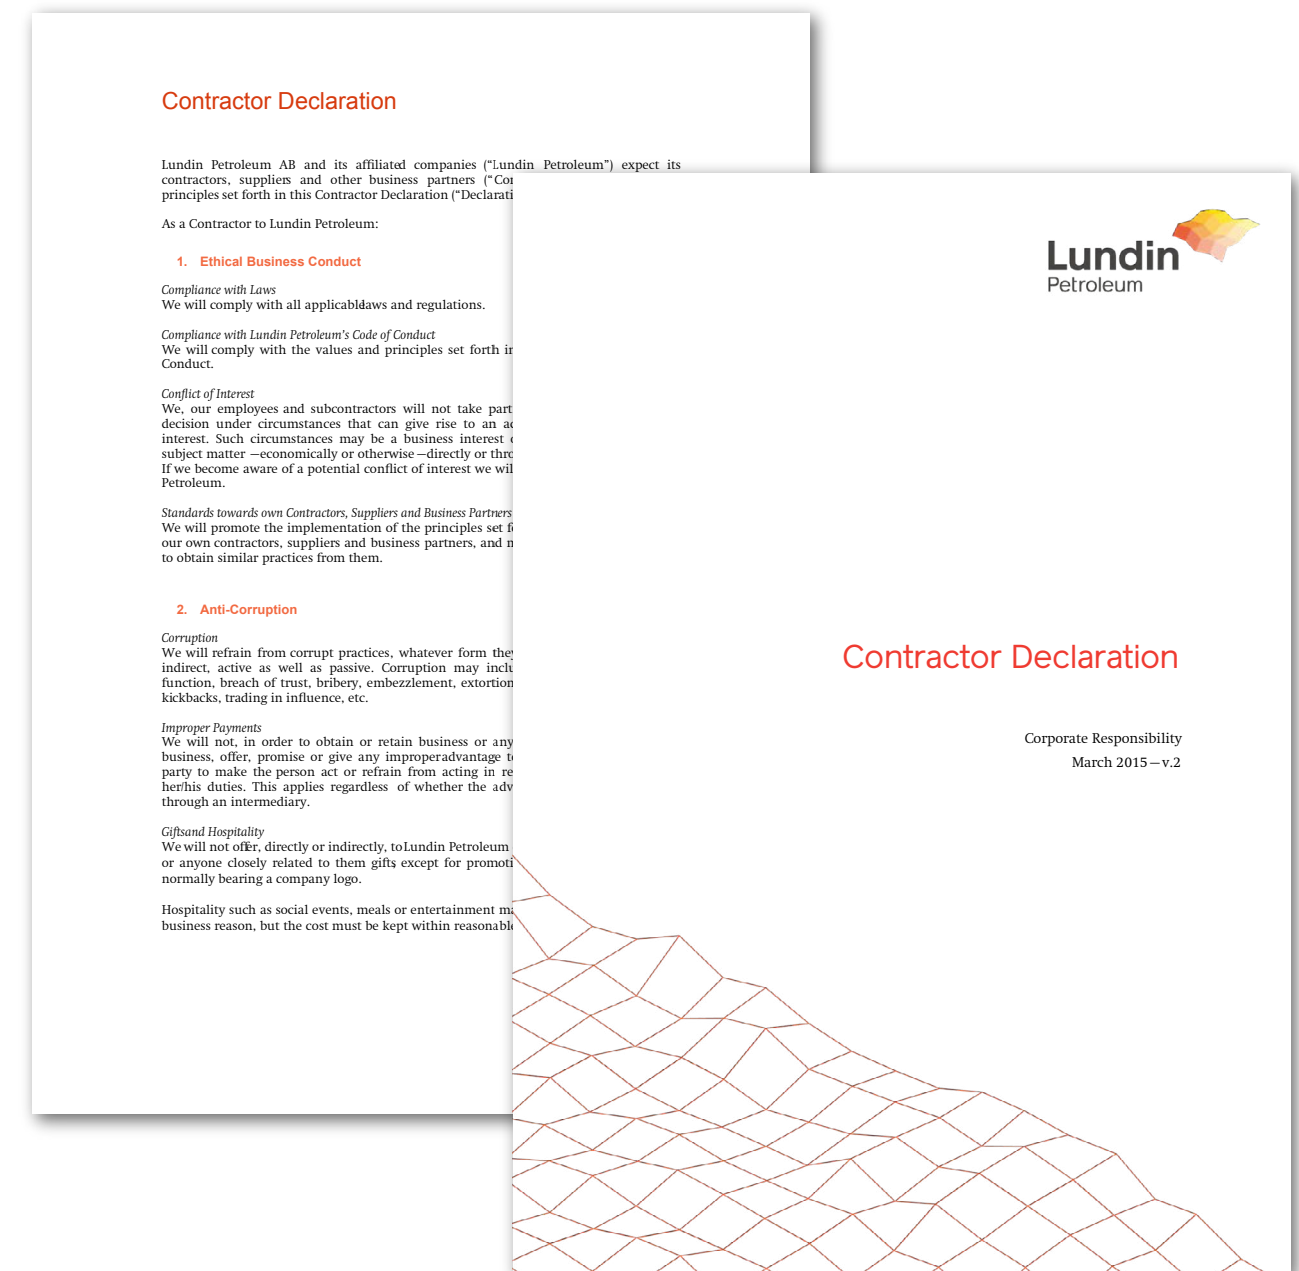 Contractor Declaration
Lundin Petroleum AB and its affiliated companies (“Lundin Petroleum”) expect its
contractors, suppliers and other business partners (“
principles set forth in this Contractor Declaration (
As a Contractor to Lundin Petroleum:
1. Ethical Business Conduct
Compliance with Laws
We will comply with all applicable laws and regulations.
Compliance with Lundin Petroleum’s Code of Conduct
We will comply with the values and principles set forth in
Conduct.
Conflict of Interest
We, our employees and subcontractors will not take part
decision under circumstances that can give rise to an
interest. Such circumstances may be a business interest
subject matter —economically or otherwise —directly or
If we become aware of a potential conflict of interest we
Petroleum.
Standards towards own Contractors, Suppliers and Business Partners
We will promote the implementation of the principles set
our own contractors, suppliers and business partners, and
to obtain similar practices from them.
2. Anti-Corruption
Corruption
We will refrain from corrupt practices, whatever form they
indirect, active as well as passive. Corruption may
function, breach of trust, bribery, embezzlement, extortion
kickbacks, trading in influence, etc.
Improper Payments
We will not, in order to obtain or retain business or any
business, offer, promise or give any improper advantage
party to make the person act or refrain from acting in
her/his duties. This applies regardless of whether the
through an intermediary.
Gifts and Hospitality
We will not offer, directly or indirectly, to Lundin Petroleum
or anyone closely related to them gifts, except for
normally bearing a company logo.
Hospitality such as social events, meals or entertainment
business reason, but the cost must be kept within
Lundin
Petroleum
Contractor Declaration
Corporate Responsibility
March 2015 — v.2